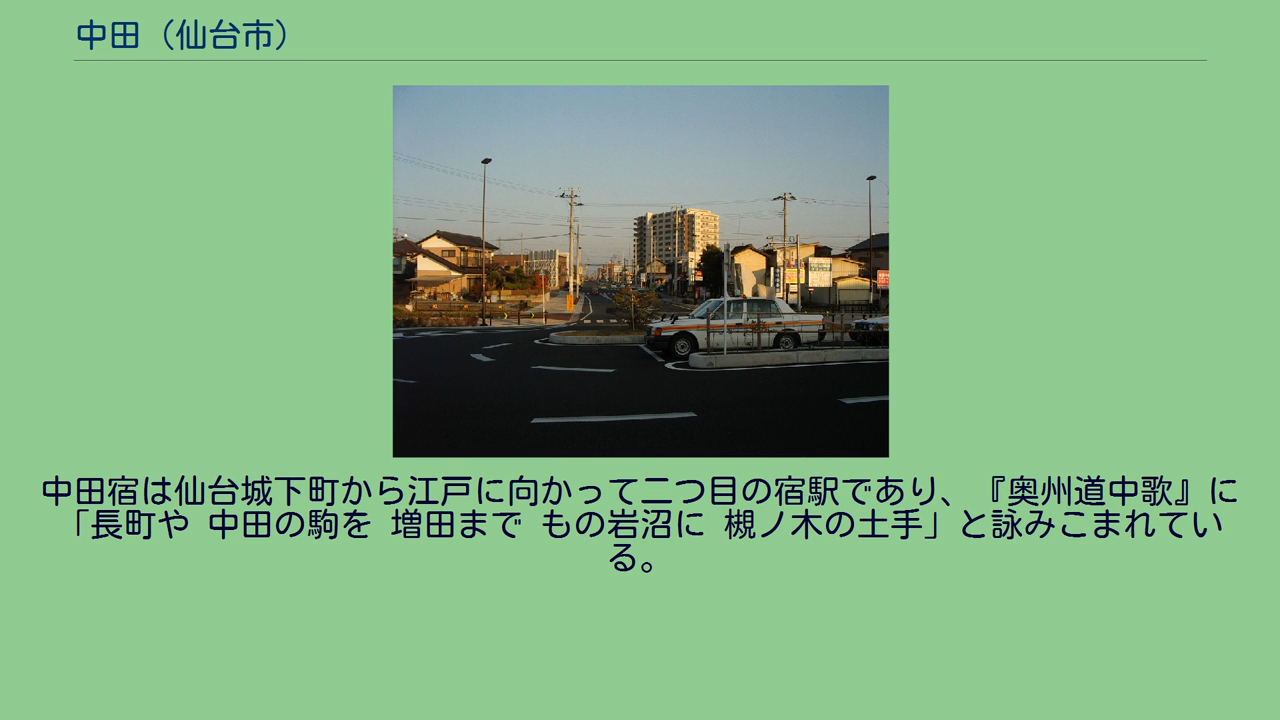 中田（仙台市）
中田宿は仙台城下町から江戸に向かって二つ目の宿駅であり、『奥州道中歌』に
「長町や 中田の駒を 増田まで もの岩沼に 槻ノ木の土手」と詠みこまれてい
る。